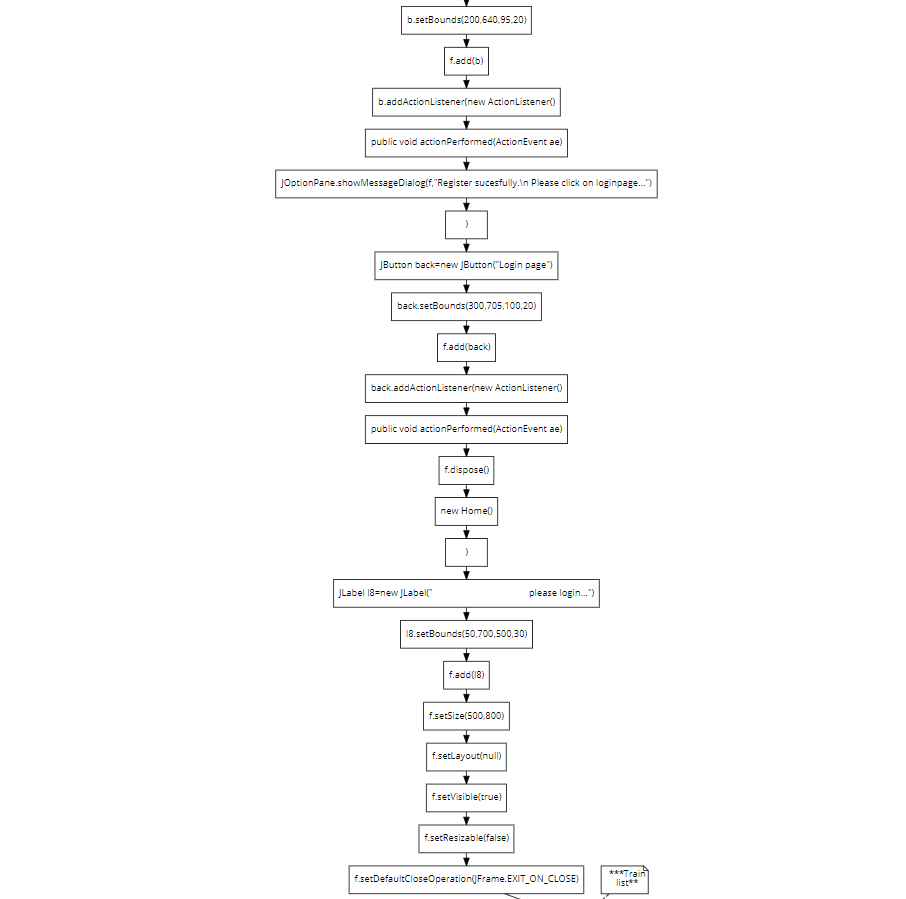 b.setBounds(200,640,95,20)
f.add(b)
b.addActionListener(new ActionListener()
public void actionPerformed(ActionEvent ae)
JOptionPane.showMessageDialog(f,"Register sucesfully.\n Please click on loginpage...")
)
JButton back=new JButton("Login page")
back.setBounds(300,705,100,20)
f.add(back)
back.addActionListener(new ActionListener()
public void actionPerformed(ActionEvent ae)
f.dispose()
new Home()
)
JLabel l8=new JLabel("                                        please login...")
l8.setBounds(50,700,500,30)
f.add(l8)
f.setSize(500,800)
f.setLayout(null)
f.setVisible(true)
f.setResizable(false)
f.setDefaultCloseOperation(JFrame.EXIT_ON_CLOSE)
***Train
list**